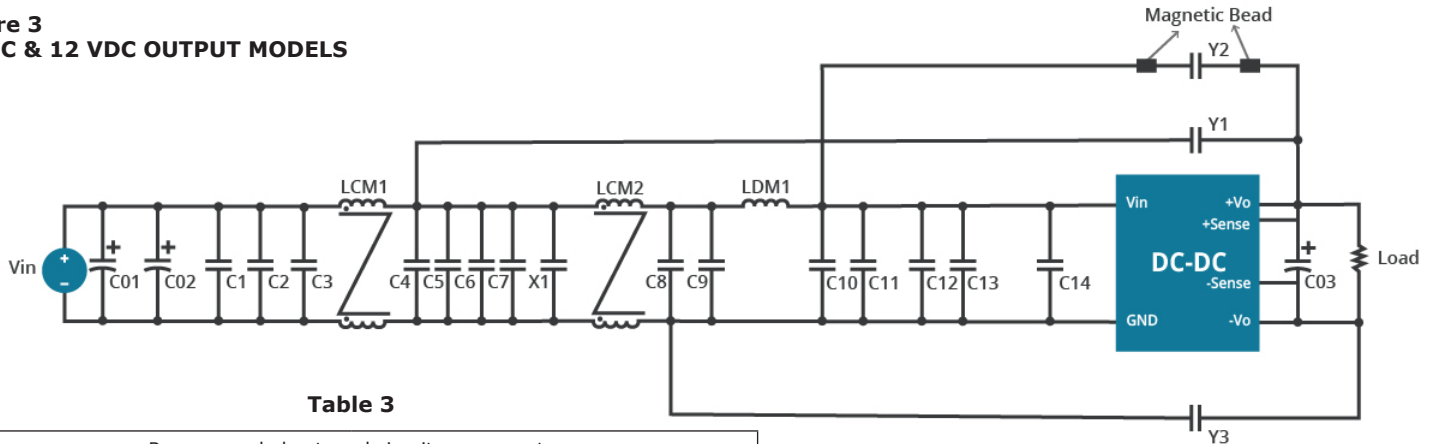 re 3
C & 12 VDC OUTPUT MODELS
Magnetic Bead
Y2
Y1
LCM1
LCM2
LDM1
Vin
+
-
+
C01
+
C02
C1
C2
C3
C4
C5
C6
C7
X1
C8
C9
C10
C11
C12
C13
C14
Vin
+Vo
+Sense
DC-DC
-Sense
GND
-Vo
+
C03
Load
Y3
Table 3